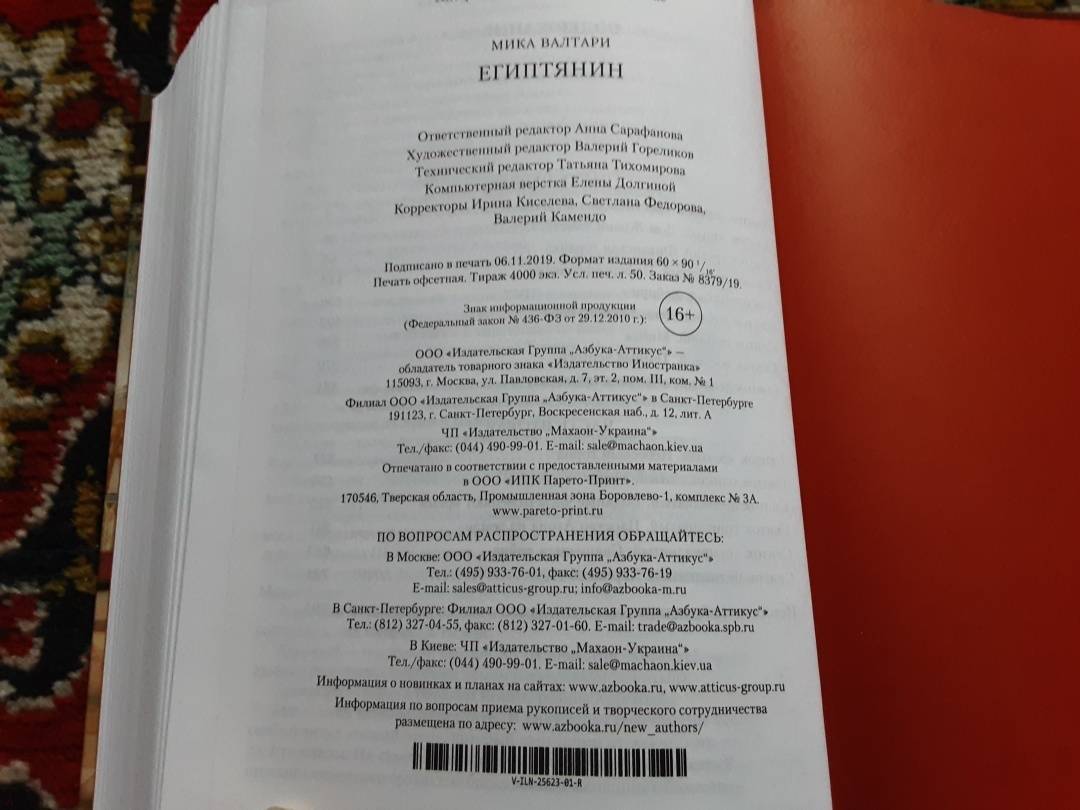 МИКА ВАЛТАРИ
ЕГИПТЯНИН
Ответственный редактор Анна Сарафанова
Художественный редактор Валерий Гореликов
Технический редактор Татьяна Тихомирова
Компьютерная верстка Елены Долгиной
Корректоры Ирина Киселева, Светлана Федорова,
Валерий Камендо
Подписано в печать 06.11.2019. Формат издания 60 × 90 1/16.
Печать офсетная. Тираж 4000 экз. Усл. печ. л. 50. Заказ № 8379/19.
Знак информационной продукции
(Федеральный закон № 436-ФЗ от 29.12.2010 г.): 16+
ООО «Издательская Группа „Азбука-Аттикус“» —
обладатель товарного знака «Издательство Иностранка»
115093, г. Москва, ул. Павловская, д. 7, эт. 2, пом. III, ком. № 1
Филиал ООО «Издательская Группа „Азбука-Аттикус“» в Санкт-Петербурге
191123, г. Санкт-Петербург, Воскресенская наб., д. 12, лит. А
ЧП «Издательство „Махаон-Украина“»
Тел./факс: (044) 490-99-01. E-mail: sale@machaon.kiev.ua
Отпечатано в соответствии с предоставленными материалами
в ООО «ИПК Парето-Принт».
170546, Тверская область, Промышленная зона Боровлево-1, комплекс № 3А.
www.pareto-print.ru
ПО ВОПРОСАМ РАСПРОСТРАНЕНИЯ ОБРАЩАЙТЕСЬ:
В Москве: ООО «Издательская Группа „Азбука-Аттикус“»
Тел.: (495) 933-76-01, факс: (495) 933-76-19
E-mail: sales@atticus-group.ru; info@azbooka-m.ru
В Санкт-Петербурге: Филиал ООО «Издательская Группа „Азбука-Аттикус“»
Тел.: (812) 327-04-55, факс: (812) 327-01-60. E-mail: trade@azbooka.spb.ru
В Киеве: ЧП «Издательство „Махаон-Украина“»
Тел./факс: (044) 490-99-01. E-mail: sale@machaon.kiev.ua
Информация о новинках и планах на сайтах: www.azbooka.ru, www.atticus-group.ru
Информация по вопросам приема рукописей и творческого сотрудничества
размещена по адресу: www.azbooka.ru/new_authors/
V-ILN-25623-01-R